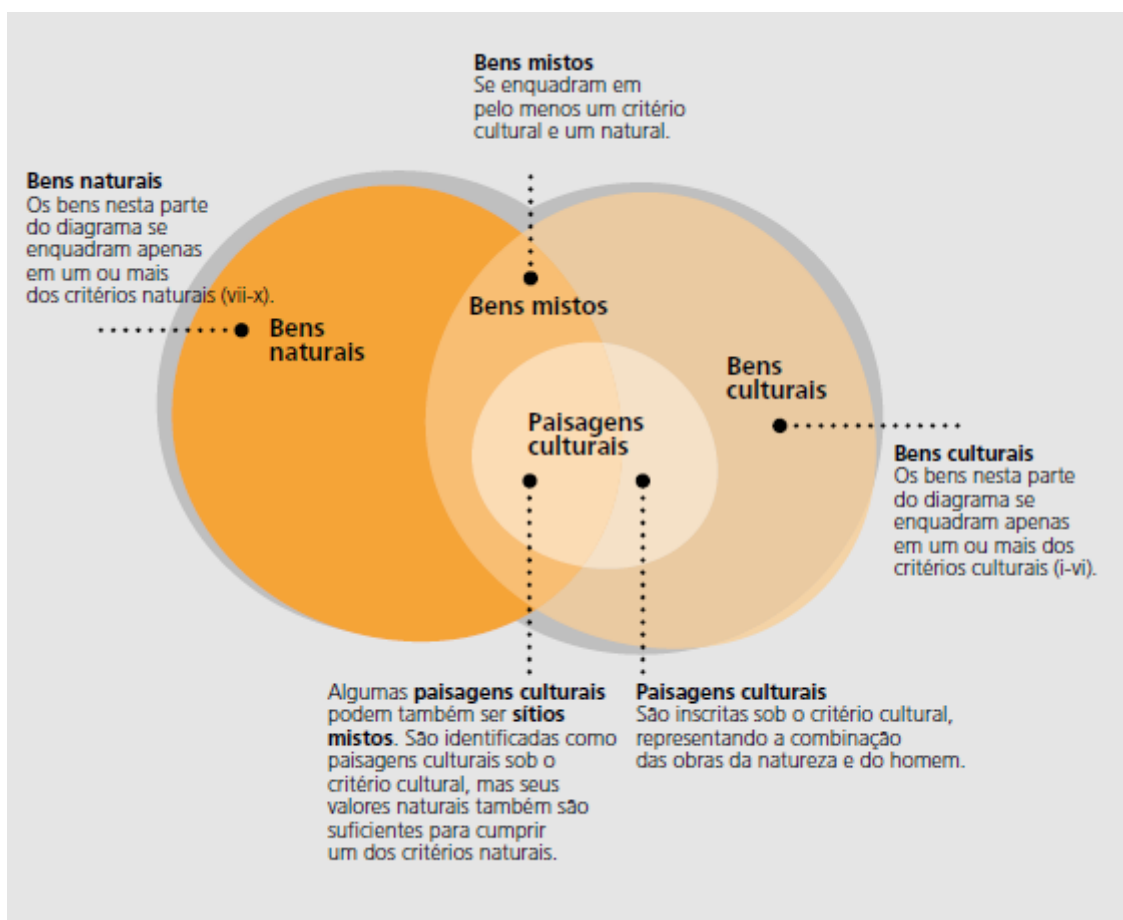 Bens mistos
Se enquadram em
pelo menos um critério
cultural e um natural.
Bens naturais
Os bens nesta parte
do diagrama se
enquadram apenas
em um ou mais
dos critérios naturais (vii-x).
Bens mistos
Bens
naturais
Bens
culturais
Paisagens
culturais
Bens culturais
Os bens nesta parte
do diagrama se
enquadram apenas
em um ou mais dos
critérios culturais (i-vi).
Algumas paisagens culturais
podem também ser sítios
mistos. São identificadas como
paisagens culturais sob o
critério cultural, mas seus
valores naturais também são
suficientes para cumprir
um dos critérios naturais.
Paisagens culturais
São inscritas sob o critério cultural,
representando a combinação
das obras da natureza e do homem.